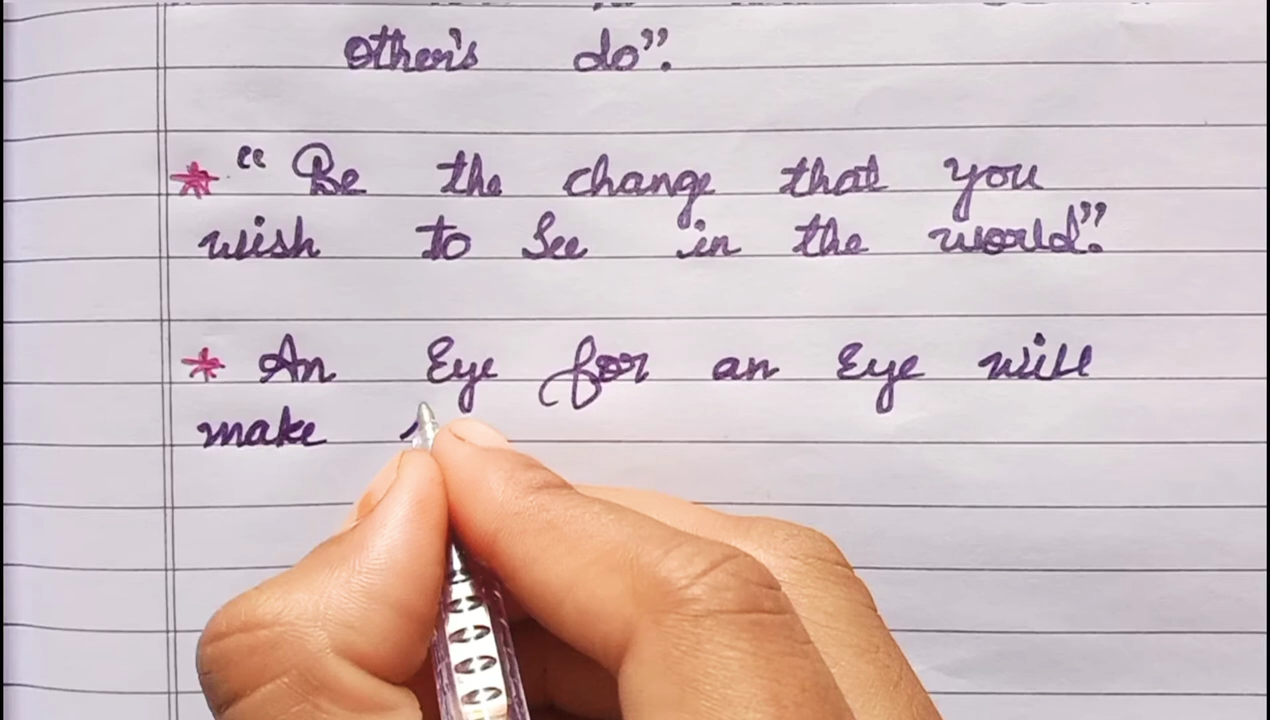 other's do”.
* “Be the change that you
wish to See in the world”.
* An Eye for an Eye will
make